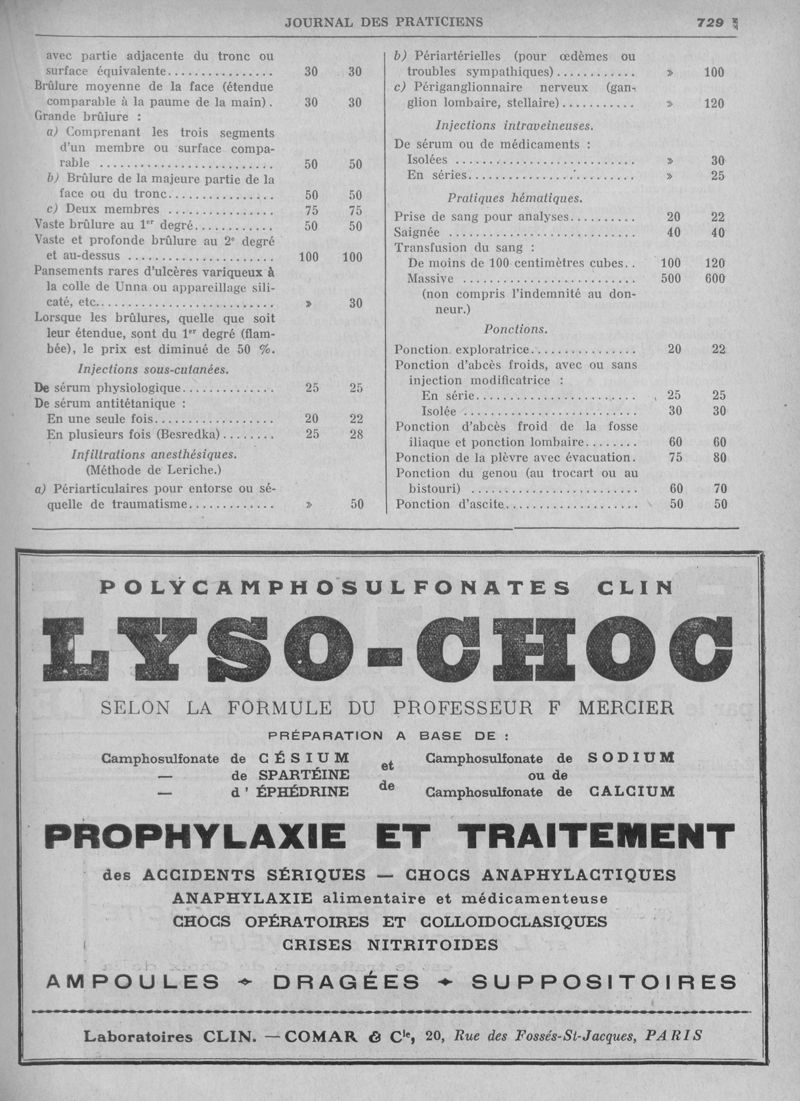 JOURNAL DES PRATICIENS 729
avec partie adjacente du tronc ou
surface équivalente................ 30 30
Brûlure moyenne de la face (étendue
comparable à la paume de la main). 30 30
Grande brûlure :
a) Comprenant les trois segments
d'un membre ou surface compa-
rable .......................... 50 50
b) Brûlure de la majeure partie de la
face ou du tronc................ 50 50
c) Deux membres ................ 75 75
Vaste brûlure au 1er degré............ 50 50
Vaste et profonde brûlure au 2e degré
et au-dessus ...................... 100 100
Pansements rares d'ulcères variqueux à
la colle de Unna ou appareillage sili-
caté, etc.......................... » 30
Lorsque les brûlures, quelle que soit
leur étendue, sont du 1er degré (flam-
bée), le prix est diminué de 50 %.
Injections sous-cutanées.
De sérum physiologique.............. 25 25
De sérum antitétanique :
En une seule fois.................. 20 22
En plusieurs fois (Besredka)........ 25 28
Infiltrations anesthésiques.
(Méthode de Leriche.)
a) Périarticulaires pour entorse ou sé-
quelle de traumatisme............. » 50
b) Périartérielles (pour œdèmes ou
troubles sympathiques)............ » 100
c) Périganglionnaire nerveux (gan-
glion lombaire, stellaire)........... » 120
Injections intraveineuses.
De sérum ou de médicaments :
Isolées ........................... » 30
En séries......................... » 25
Pratiques hématiques.
Prise de sang pour analyses.......... 20 22
Saignée ............................ 40 40
Transfusion du sang :
De moins de 100 centimètres cubes.. 100 120
Massive .......................... 500 600
(non compris l'indemnité au don-
neur.)
Ponctions.
Ponction exploratrice................ 20 22
Ponction d'abcès froids, avec ou sans
injection modificatrice :
En série........................ 25 25
Isolée .......................... 30 30
Ponction d'abcès froid de la fosse
iliaque et ponction lombaire........ 60 60
Ponction de la plèvre avec évacuation. 75 80
Ponction du genou (au trocart ou au
bistouri) ......................... 60 70
Ponction d'ascite.................... 50 50
POLYCAMPHOSULFONATES CLIN
LYSO-CHOC
SELON LA FORMULE DU PROFESSEUR F MERCIER
PRÉPARATION A BASE DE :
Camphosulfonate de CÉSIUM et Camphosulfonate de SODIUM
— de SPARTÉINE ou de
— d'ÉPHÉDRINE de Camphosulfonate de CALCIUM
PROPHYLAXIE ET TRAITEMENT
des ACCIDENTS SÉRIQUES — CHOCS ANAPHYLACTIQUES
ANAPHYLAXIE alimentaire et médicamenteuse
CHOCS OPÉRATOIRES ET COLLOIDOCLASIQUES
CRISES NITRITOIDES
AMPOULES ✦ DRAGÉES ✦ SUPPOSITOIRES
Laboratoires CLIN. — COMAR & Cie, 20, Rue des Fossés-St-Jacques, PARIS